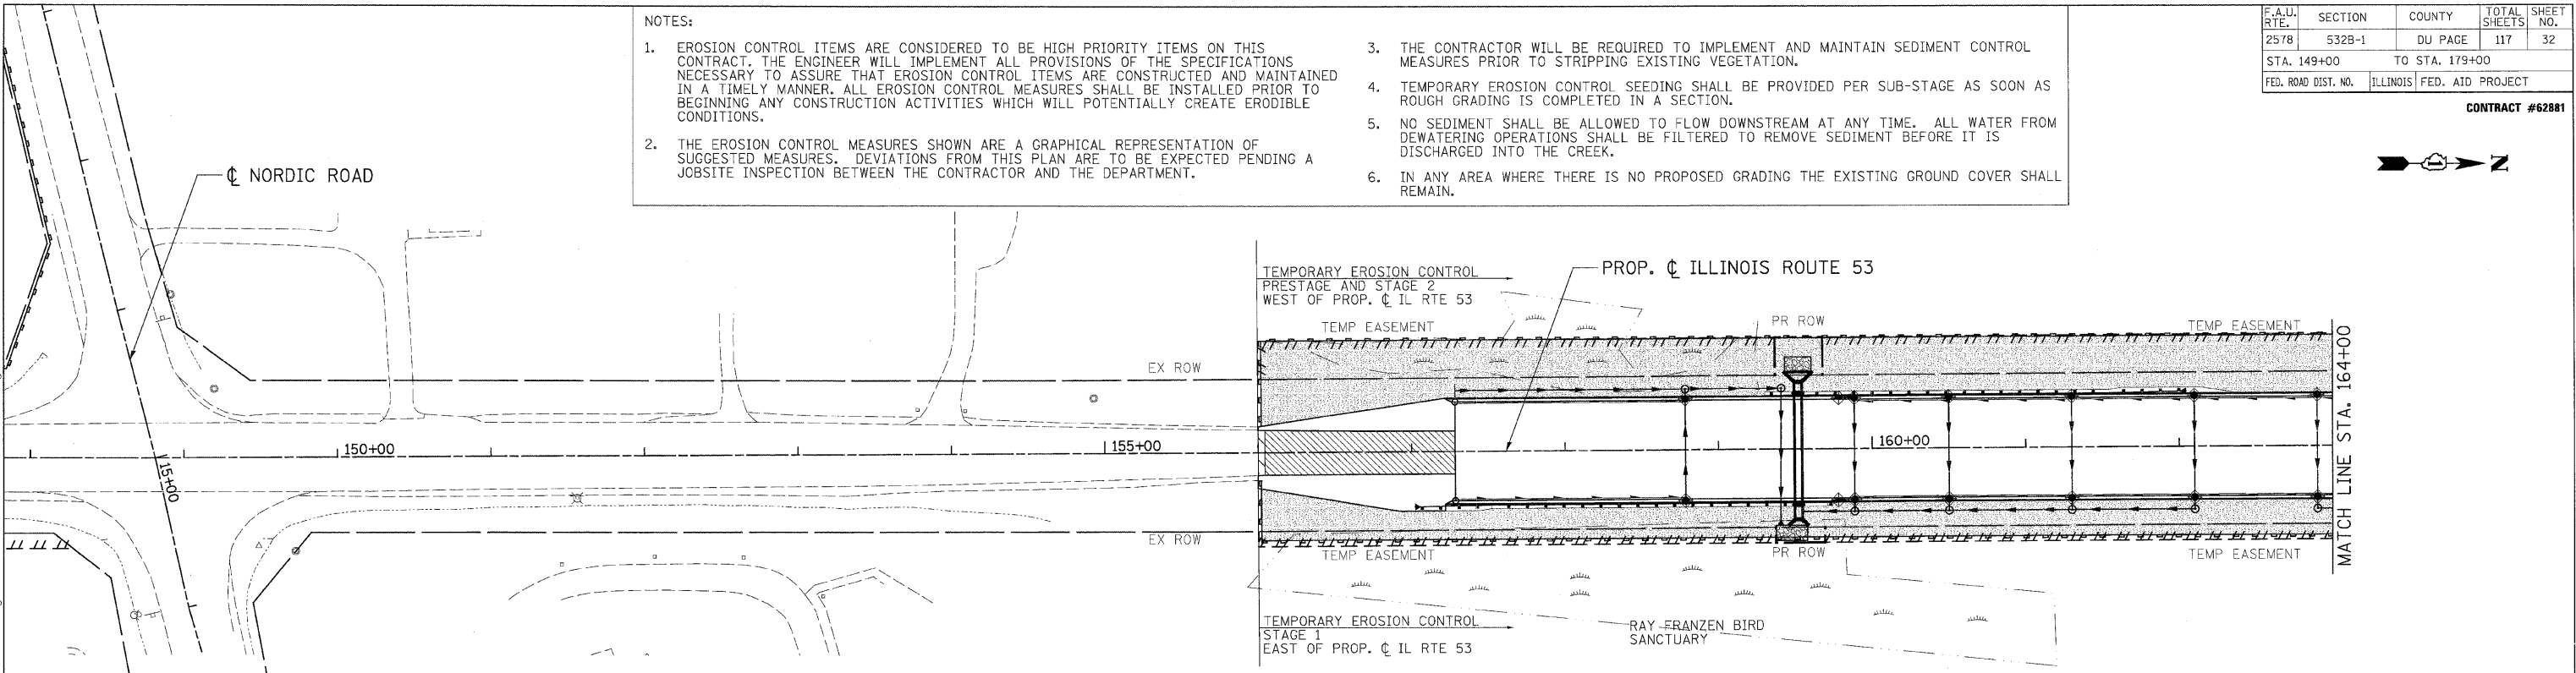 NOTES:
1. EROSION CONTROL ITEMS ARE CONSIDERED TO BE HIGH PRIORITY ITEMS ON THIS
CONTRACT. THE ENGINEER WILL IMPLEMENT ALL PROVISIONS OF THE SPECIFICATIONS
NECESSARY TO ASSURE THAT EROSION CONTROL ITEMS ARE CONSTRUCTED AND MAINTAINED
IN A TIMELY MANNER. ALL EROSION CONTROL MEASURES SHALL BE INSTALLED PRIOR TO
BEGINNING ANY CONSTRUCTION ACTIVITIES WHICH WILL POTENTIALLY CREATE ERODIBLE
CONDITIONS.
2. THE EROSION CONTROL MEASURES SHOWN ARE A GRAPHICAL REPRESENTATION OF
SUGGESTED MEASURES. DEVIATIONS FROM THIS PLAN ARE TO BE EXPECTED PENDING A
JOBSITE INSPECTION BETWEEN THE CONTRACTOR AND THE DEPARTMENT.
3. THE CONTRACTOR WILL BE REQUIRED TO IMPLEMENT AND MAINTAIN SEDIMENT CONTROL
MEASURES PRIOR TO STRIPPING EXISTING VEGETATION.
4. TEMPORARY EROSION CONTROL SEEDING SHALL BE PROVIDED PER SUB-STAGE AS SOON AS
ROUGH GRADING IS COMPLETED IN A SECTION.
5. NO SEDIMENT SHALL BE ALLOWED TO FLOW DOWNSTREAM AT ANY TIME. ALL WATER FROM
DEWATERING OPERATIONS SHALL BE FILTERED TO REMOVE SEDIMENT BEFORE IT IS
DISCHARGED INTO THE CREEK.
6. IN ANY AREA WHERE THERE IS NO PROPOSED GRADING THE EXISTING GROUND COVER SHALL
REMAIN.
F.A.U. RTE. SECTION COUNTY TOTAL SHEETS SHEET NO.
2578 532B-1 DU PAGE 117 32
STA. 149+00 TO STA. 179+00
FED. ROAD DIST. NO. ILLINOIS FED. AID PROJECT
CONTRACT #62881
N
℄ NORDIC ROAD
TEMPORARY EROSION CONTROL
PRESTAGE AND STAGE 2
WEST OF PROP. ℄ IL RTE 53
PROP. ℄ ILLINOIS ROUTE 53
TEMP EASEMENT
PR ROW
TEMP EASEMENT
EX ROW
150+00
155+00
160+00
15+00
MATCH LINE STA. 164+00
EX ROW
TEMP EASEMENT
PR ROW
TEMP EASEMENT
TEMPORARY EROSION CONTROL
STAGE 1
EAST OF PROP. ℄ IL RTE 53
RAY FRANZEN BIRD
SANCTUARY